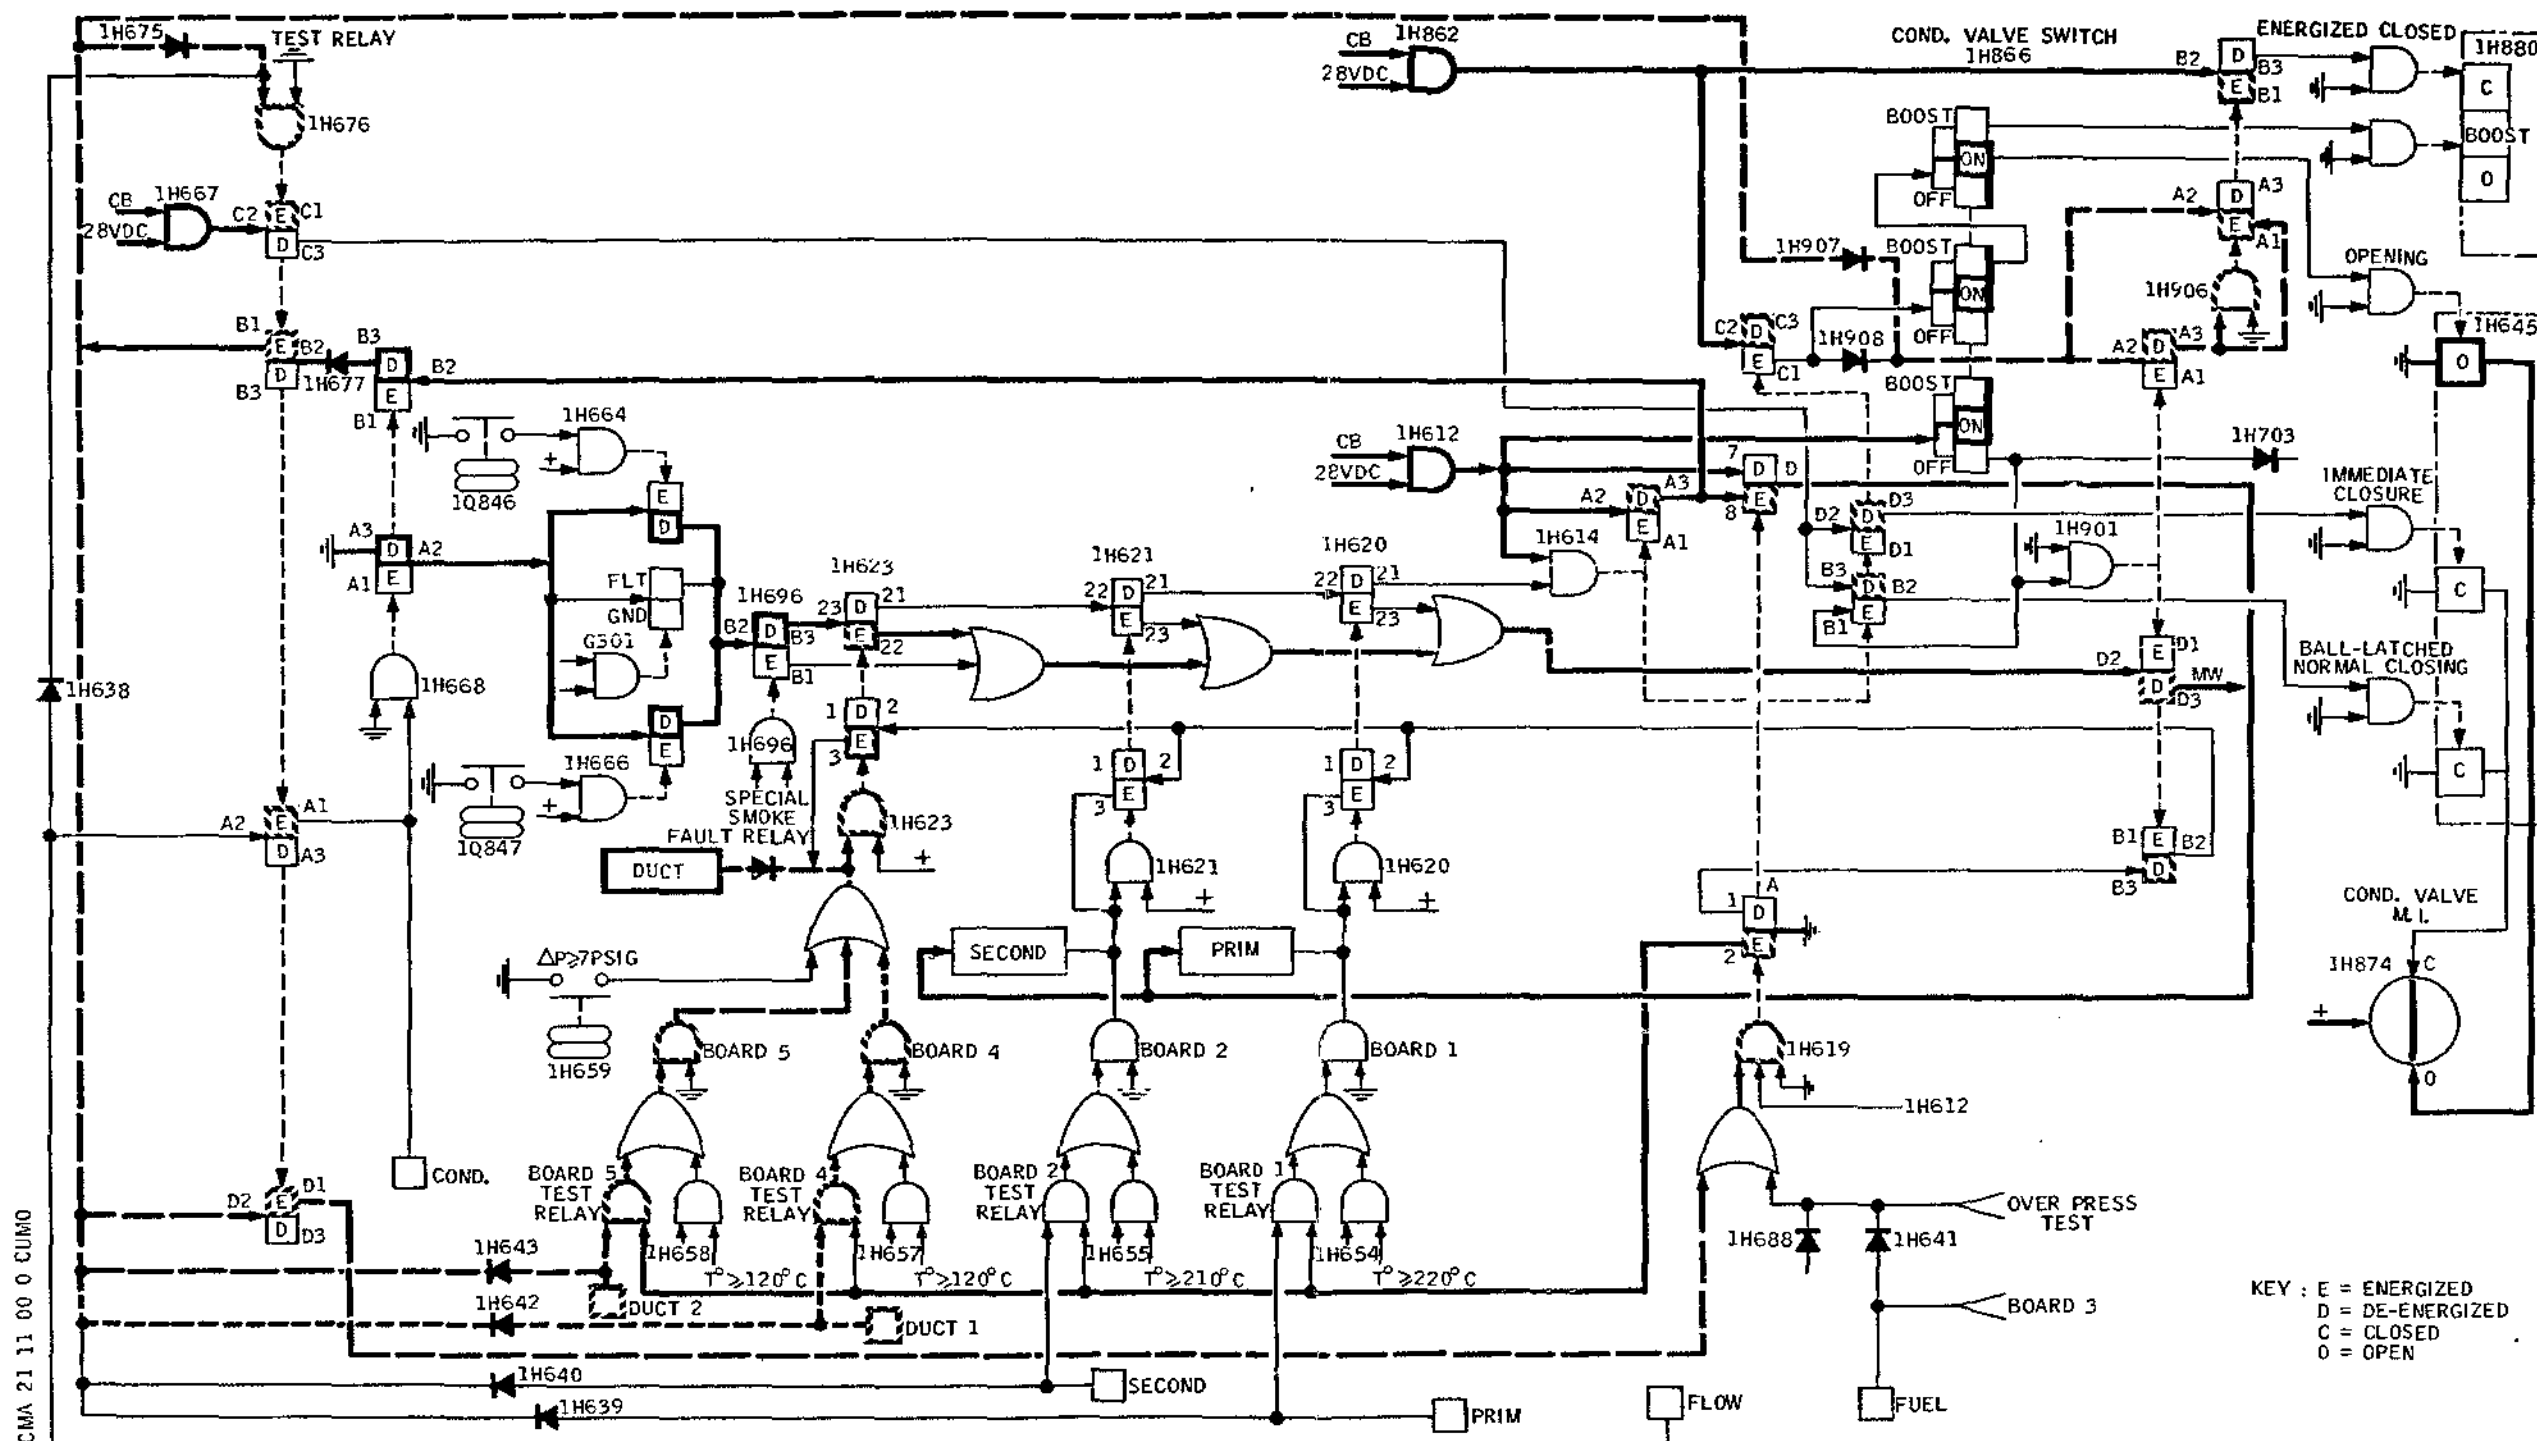 1H675
TEST RELAY
1H676
CB
1H667
28VDC
C2
E
C1
D
C3
CB
1H862
28VDC
COND. VALVE SWITCH
1H866
ENERGIZED CLOSED
B2
D
B3
E
B1
1H880
C
BOOST
O
BOOST
ON
OFF
A2
D
A3
E
A1
1H907
BOOST
ON
OFF
1H906
OPENING
1H645
O
B1
E
B2
D
B3
1H677
B3
D
B2
E
B1
C2
D
C3
E
C1
1H908
A2
D
A3
E
A1
BOOST
ON
OFF
1H703
1H664
+
1Q846
CB
1H612
28VDC
7
D
D
E
8
A2
D
A3
E
A1
IMMEDIATE
CLOSURE
A3
D
A2
A1
E
E
D
FLT
GND
G301
1H623
1H621
1H620
1H614
D2
D
D3
E
D1
1H901
C
1H696
B2
D
B3
E
B1
23
D
21
E
22
22
D
21
E
23
22
D
21
E
23
B3
D
B2
B1
E
BALL-LATCHED
NORMAL CLOSING
C
1H638
1H668
D2
E
D1
D
D3
MW
D
E
1
D
2
E
3
1H696
SPECIAL
SMOKE
FAULT RELAY
1H666
+
1Q847
1
D
2
E
3
1
D
2
E
3
A2
E
A1
D
A3
1H623
+
DUCT
1H621
+
1H620
+
B1
E
B2
D
B3
1
A
D
E
2
COND. VALVE
M.I.
1H874
C
+
O
ΔP⩾7PSIG
1H659
SECOND
PRIM
BOARD 5
BOARD 4
BOARD 2
BOARD 1
1H619
1H612
COND.
BOARD 5
TEST
RELAY
BOARD 4
TEST
RELAY
BOARD 2
TEST
RELAY
BOARD 1
TEST
RELAY
D2
E
D1
D
D3
1H658
T°⩾120°C
1H657
T°⩾120°C
1H655
T°⩾210°C
1H654
T°⩾220°C
1H688
1H641
OVER PRESS
TEST
1H643
DUCT 2
1H642
DUCT 1
BOARD 3
KEY : E = ENERGIZED
D = DE-ENERGIZED
C = CLOSED
O = OPEN
1H640
SECOND
1H639
PRIM
FLOW
FUEL
CMA 21 11 00 0 CUMO